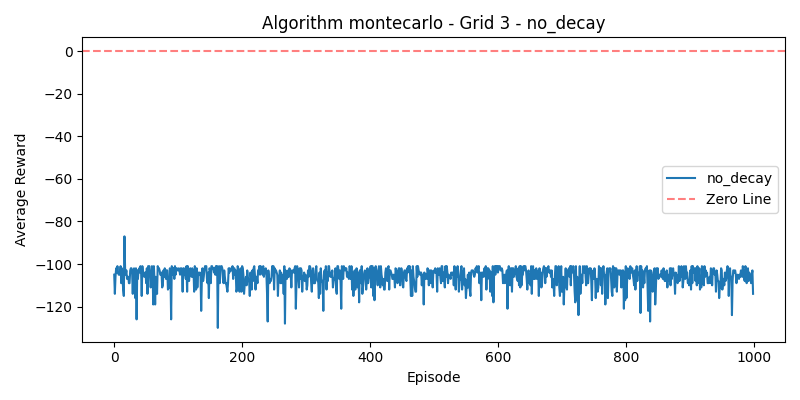 Algorithm montecarlo - Grid 3 - no_decay
Average Reward
0
−20
−40
−60
−80
−100
−120
no_decay
Zero Line
0
200
400
600
800
1000
Episode